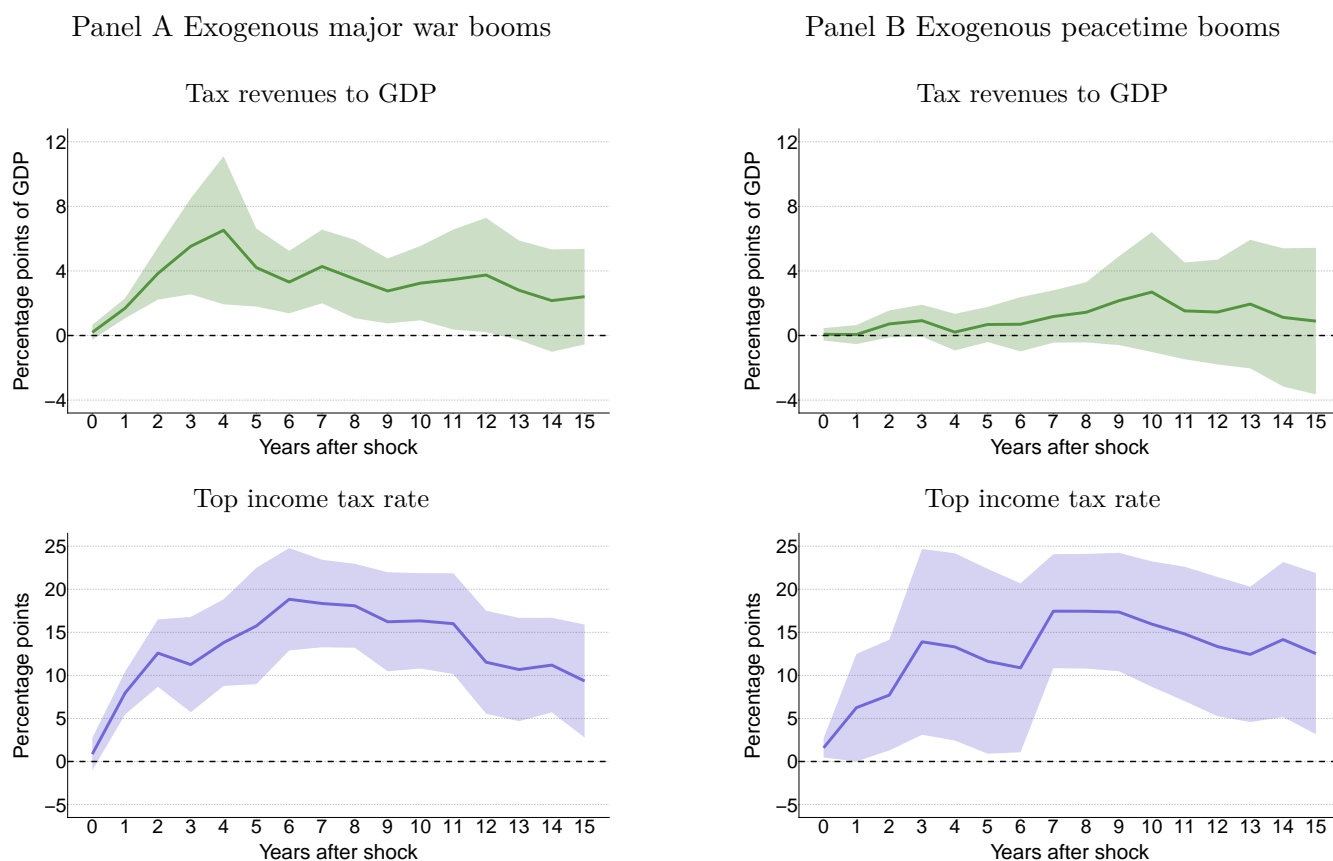 Panel A Exogenous major war booms
Tax revenues to GDP
Percentage points of GDP
12
8
4
0
−4
0 1 2 3 4 5 6 7 8 9 10 11 12 13 14 15
Years after shock
Top income tax rate
Percentage points
25
20
15
10
5
0
−5
0 1 2 3 4 5 6 7 8 9 10 11 12 13 14 15
Years after shock
Panel B Exogenous peacetime booms
Tax revenues to GDP
Percentage points of GDP
12
8
4
0
−4
0 1 2 3 4 5 6 7 8 9 10 11 12 13 14 15
Years after shock
Top income tax rate
Percentage points
25
20
15
10
5
0
−5
0 1 2 3 4 5 6 7 8 9 10 11 12 13 14 15
Years after shock